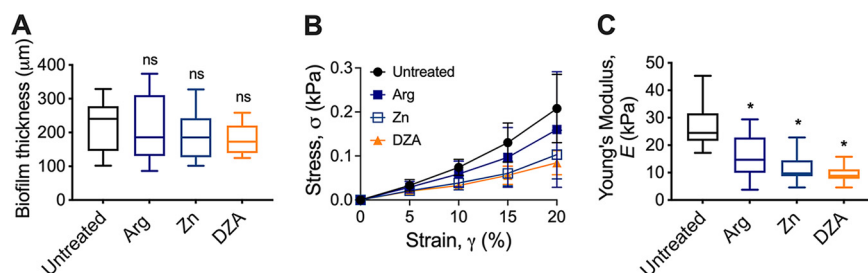 A
Biofilm thickness (μm)
400
300
200
100
0
ns
ns
ns
Untreated
Arg
Zn
DZA
B
Stress, σ (kPa)
0.3
0.2
0.1
0.0
Untreated
Arg
Zn
DZA
0
5
10
15
20
Strain, γ (%)
C
Young's Modulus,
E (kPa)
50
40
30
20
10
0
*
*
*
Untreated
Arg
Zn
DZA